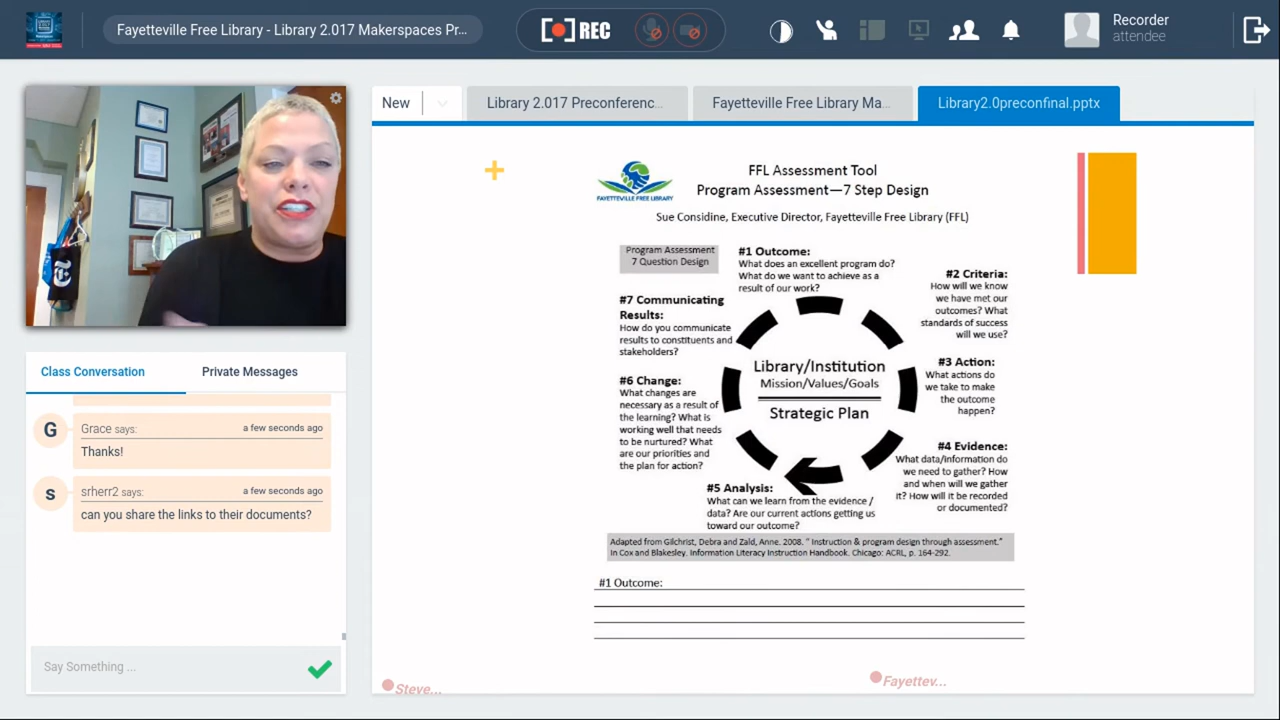 Fayetteville Free Library - Library 2.017 Makerspaces Pr...
REC
Recorder
attendee
New
Library 2.017 Preconferenc
Fayetteville Free Library Ma...
Library2.0preconfinal.pptx
FAYETTEVILLE FREE LIBRARY
FFL Assessment Tool
Program Assessment—7 Step Design
Sue Considine, Executive Director, Fayetteville Free Library (FFL)
Program Assessment
7 Question Design
#1 Outcome:
What does an excellent program do?
What do we want to achieve as a
result of our work?
#2 Criteria:
How will we know
we have met our
outcomes? What
standards of success
will we use?
#3 Action:
What actions do
we take to make
the outcome
happen?
#4 Evidence:
What data/information do
we need to gather? How
and when will we gather
it? How will it be recorded
or documented?
#5 Analysis:
What can we learn from the evidence /
data? Are our current actions getting us
toward our outcome?
#6 Change:
What changes are
necessary as a result of
the learning? What is
working well that needs
to be nurtured? What
are our priorities and
the plan for action?
#7 Communicating
Results:
How do you communicate
results to constituents and
stakeholders?
Library/Institution
Mission/Values/Goals
Strategic Plan
Adapted from Gilchrist, Debra and Zald, Anne. 2008. " Instruction & program design through assessment."
In Cox and Blakesley. Information Literacy Instruction Handbook. Chicago: ACRL, p. 164-292.
#1 Outcome:
Steve...
Fayettev...
Class Conversation
Private Messages
G
Grace says:
a few seconds ago
Thanks!
s
srherr2 says:
a few seconds ago
can you share the links to their documents?
Say Something ...